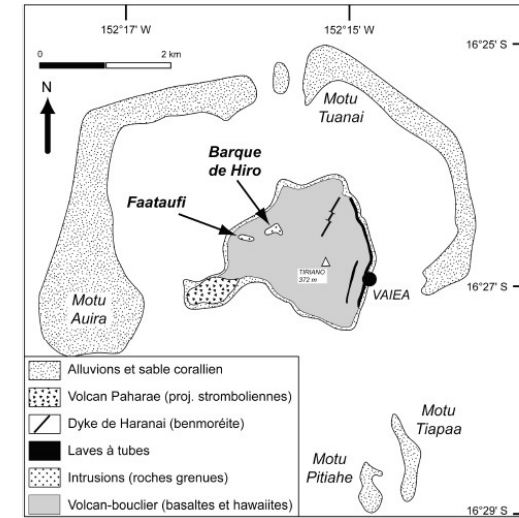 152°17' W
152°15' W
16°25' S
0
2 km
N
Motu
Tuanai
Barque
de Hiro
Faataufi
TIRIANO
372 m
16°27' S
VAIEA
Motu
Auira
Alluvions et sable corallien
Volcan Paharae (proj. stromboliennes)
Dyke de Haranai (benmoréite)
Laves à tubes
Intrusions (roches grenues)
Volcan-bouclier (basaltes et hawaiites)
Motu
Tiapaa
Motu
Pitiahe
16°29' S